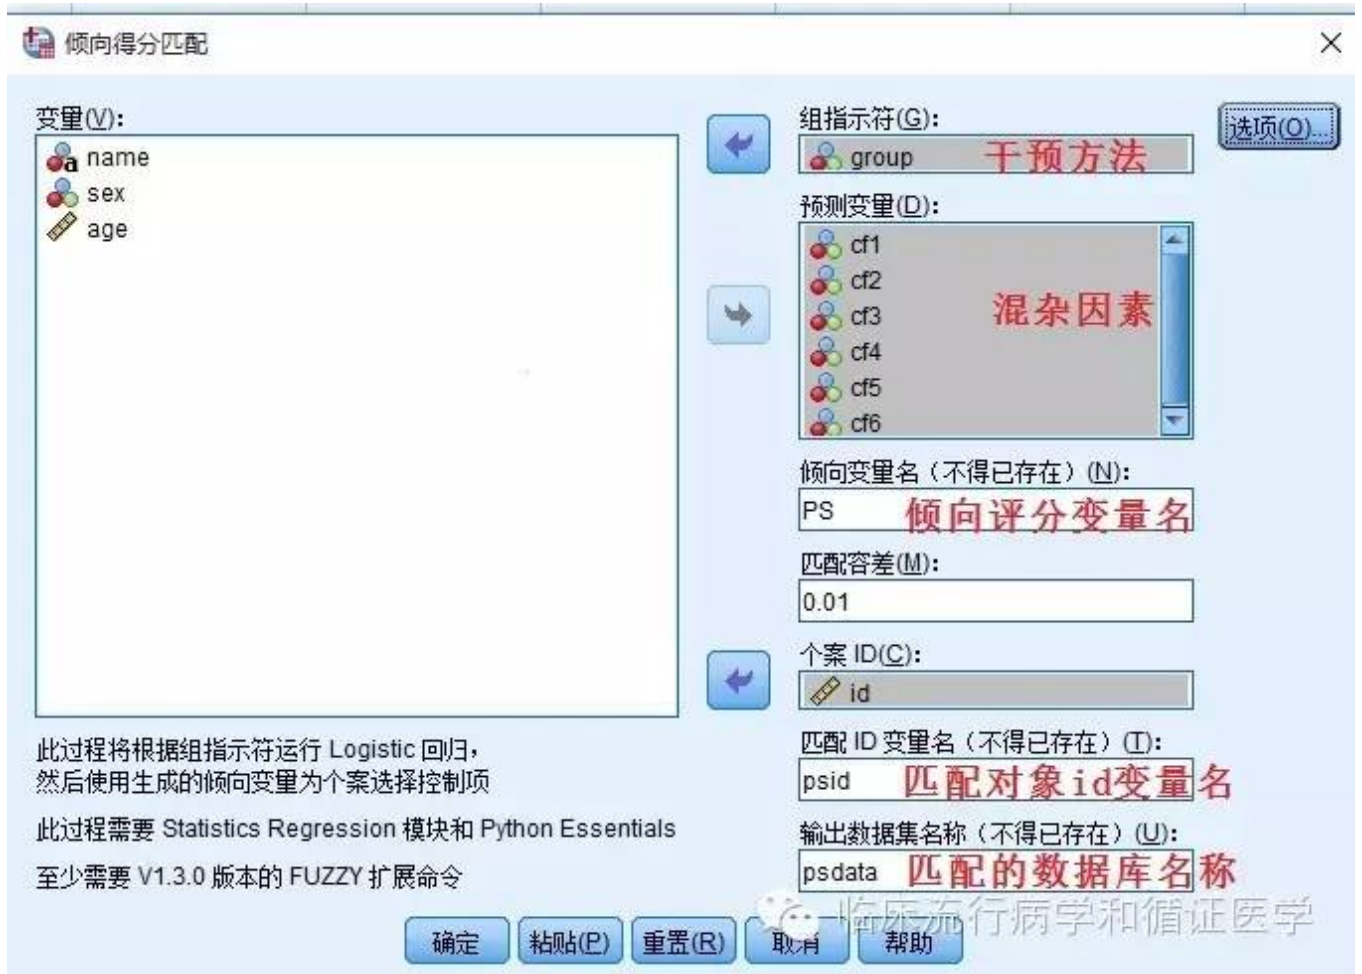 倾向得分匹配
变量(V):
name
sex
age
组指示符(G):
group 干预方法
选项(O)...
预测变量(D):
cf1
cf2
cf3
cf4
cf5
cf6
混杂因素
倾向变量名（不得已存在）(N):
PS 倾向评分变量名
匹配容差(M):
0.01
个案 ID(C):
id
匹配 ID 变量名（不得已存在）(T):
psid 匹配对象id变量名
输出数据集名称（不得已存在）(U):
psdata 匹配的数据库名称
此过程将根据组指示符运行 Logistic 回归，
然后使用生成的倾向变量为个案选择控制项
此过程需要 Statistics Regression 模块和 Python Essentials
至少需要 V1.3.0 版本的 FUZZY 扩展命令
临床流行病学和循证医学
确定 粘贴(P) 重置(R) 取消 帮助